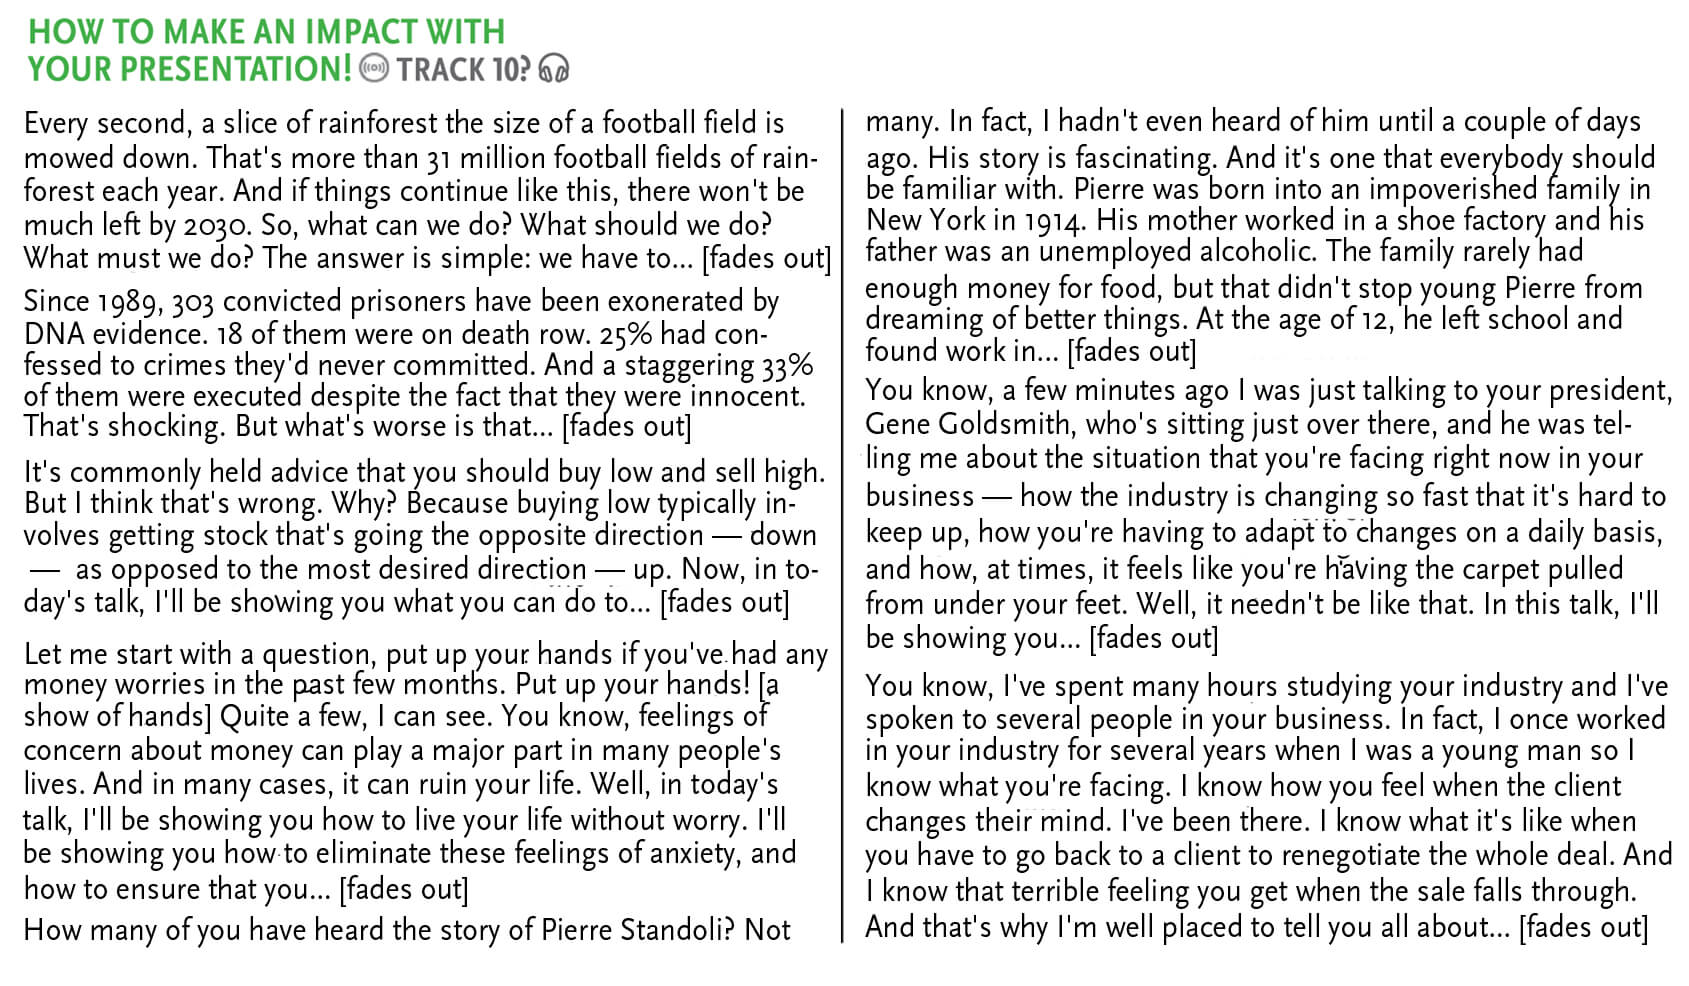 HOW TO MAKE AN IMPACT WITH
YOUR PRESENTATION! TRACK 10?
Every second, a slice of rainforest the size of a football field is
mowed down. That's more than 31 million football fields of rain-
forest each year. And if things continue like this, there won't be
much left by 2030. So, what can we do? What should we do?
What must we do? The answer is simple: we have to... [fades out]
Since 1989, 303 convicted prisoners have been exonerated by
DNA evidence. 18 of them were on death row. 25% had con-
fessed to crimes they'd never committed. And a staggering 33%
of them were executed despite the fact that they were innocent.
That's shocking. But what's worse is that... [fades out]
It's commonly held advice that you should buy low and sell high.
But I think that's wrong. Why? Because buying low typically in-
volves getting stock that's going the opposite direction — down
— as opposed to the most desired direction — up. Now, in to-
day's talk, I'll be showing you what you can do to... [fades out]
Let me start with a question, put up your hands if you've had any
money worries in the past few months. Put up your hands! [a
show of hands] Quite a few, I can see. You know, feelings of
concern about money can play a major part in many people's
lives. And in many cases, it can ruin your life. Well, in today's
talk, I'll be showing you how to live your life without worry. I'll
be showing you how to eliminate these feelings of anxiety, and
how to ensure that you... [fades out]
How many of you have heard the story of Pierre Standoli? Not
many. In fact, I hadn't even heard of him until a couple of days
ago. His story is fascinating. And it's one that everybody should
be familiar with. Pierre was born into an impoverished family in
New York in 1914. His mother worked in a shoe factory and his
father was an unemployed alcoholic. The family rarely had
enough money for food, but that didn't stop young Pierre from
dreaming of better things. At the age of 12, he left school and
found work in... [fades out]
You know, a few minutes ago I was just talking to your president,
Gene Goldsmith, who's sitting just over there, and he was tel-
ling me about the situation that you're facing right now in your
business — how the industry is changing so fast that it's hard to
keep up, how you're having to adapt to changes on a daily basis,
and how, at times, it feels like you're having the carpet pulled
from under your feet. Well, it needn't be like that. In this talk, I'll
be showing you... [fades out]
You know, I've spent many hours studying your industry and I've
spoken to several people in your business. In fact, I once worked
in your industry for several years when I was a young man so I
know what you're facing. I know how you feel when the client
changes their mind. I've been there. I know what it's like when
you have to go back to a client to renegotiate the whole deal. And
I know that terrible feeling you get when the sale falls through.
And that's why I'm well placed to tell you all about... [fades out]